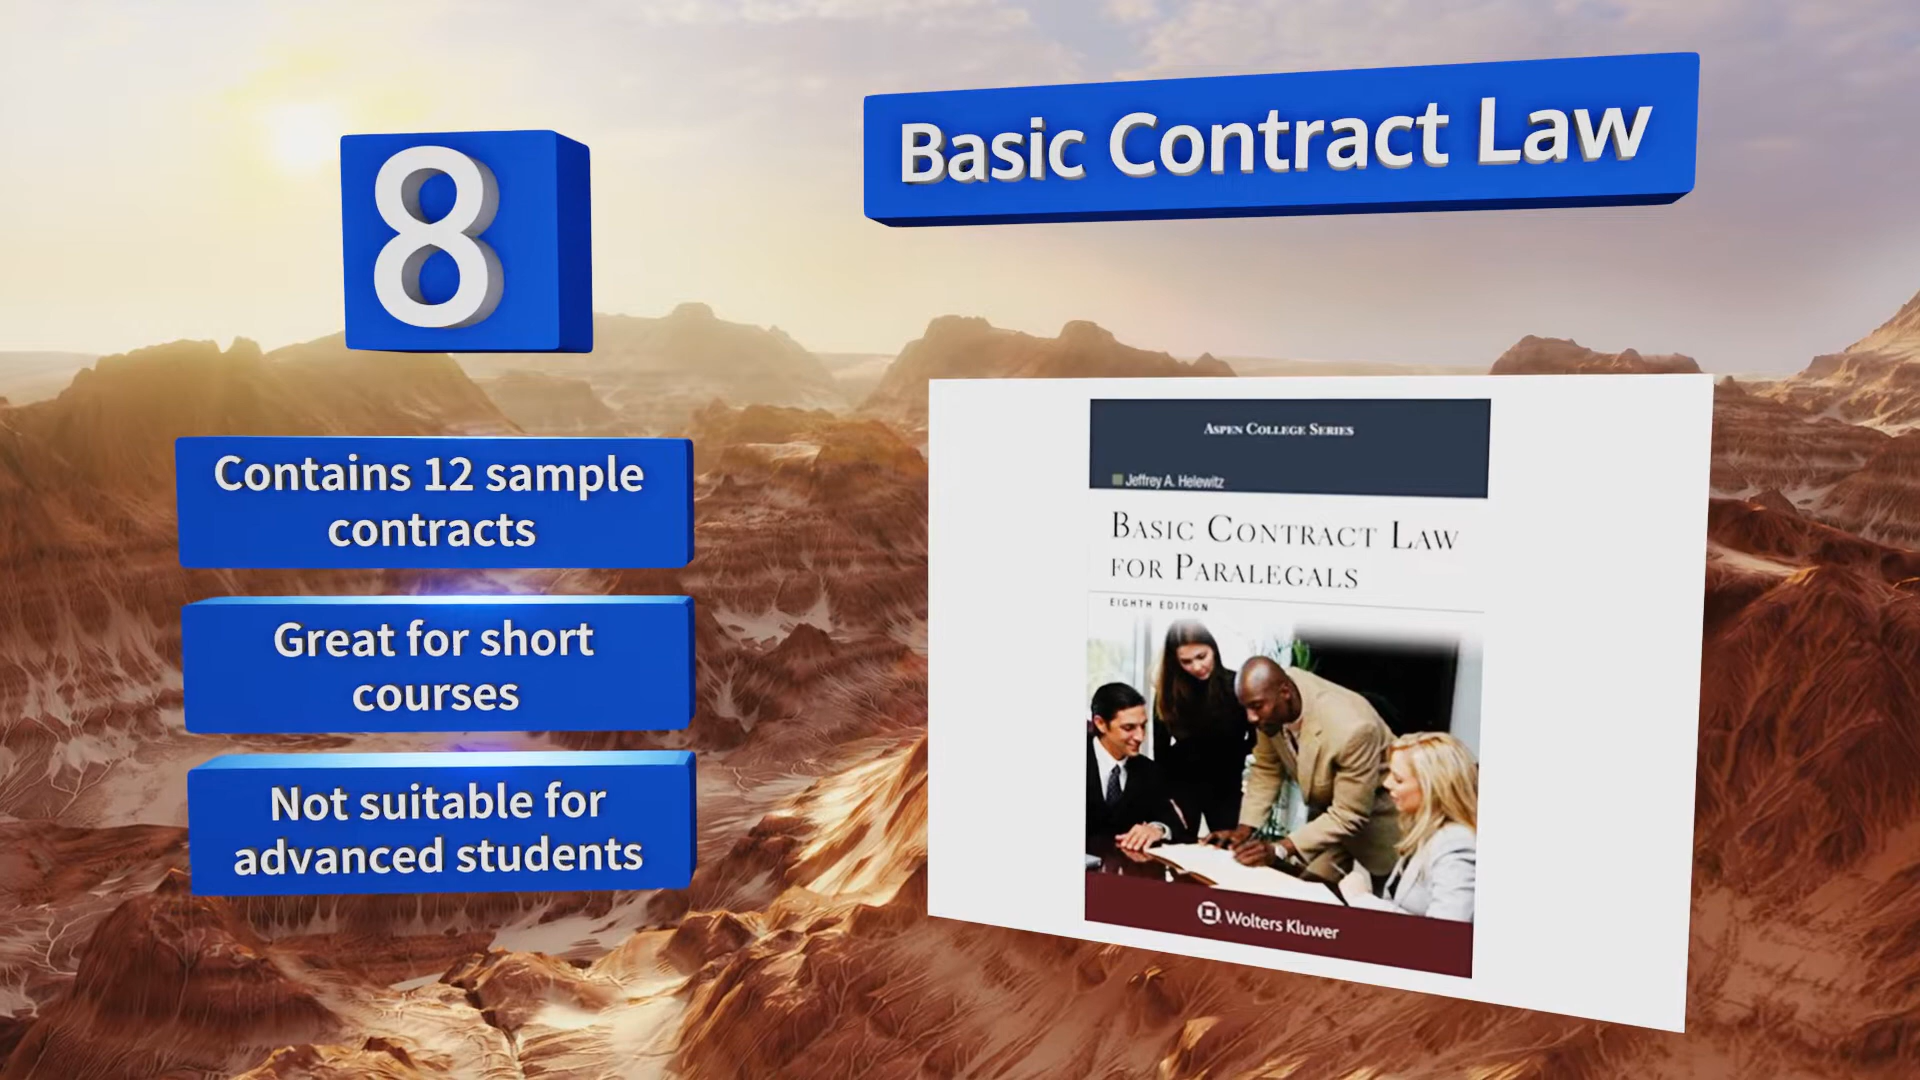 8
Basic Contract Law
Contains 12 sample
contracts
Great for short
courses
Not suitable for
advanced students
ASPEN COLLEGE SERIES
Jeffrey A. Helewitz
BASIC CONTRACT LAW
FOR PARALEGALS
EIGHTH EDITION
Wolters Kluwer